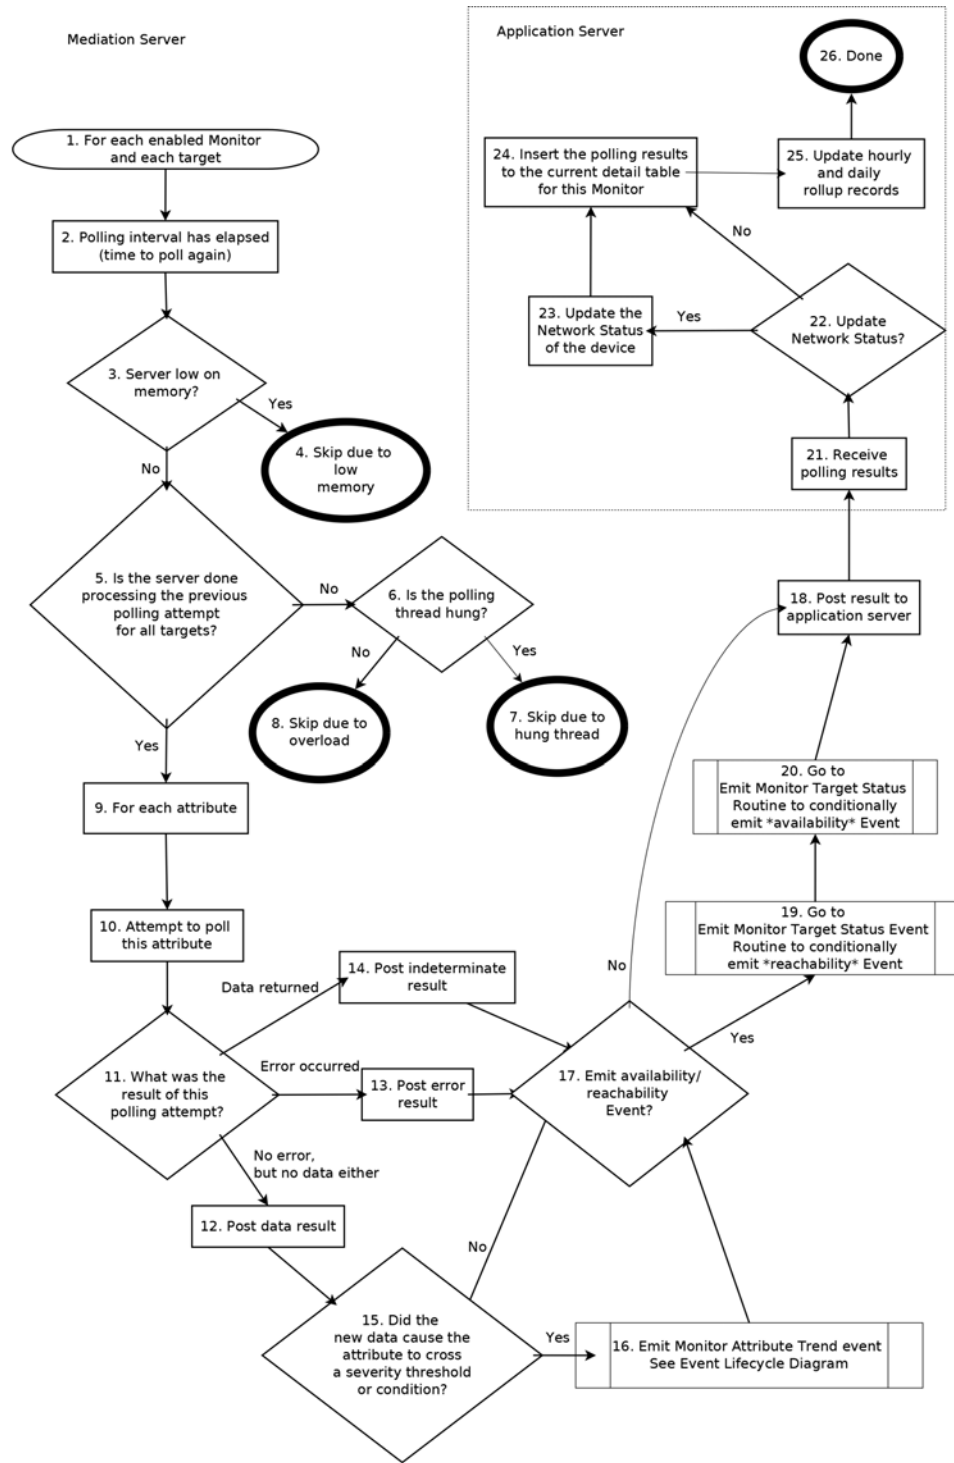 Mediation Server
Application Server
26. Done
1. For each enabled Monitor
and each target
24. Insert the polling results
to the current detail table
for this Monitor
25. Update hourly
and daily
rollup records
2. Polling interval has elapsed
(time to poll again)
No
23. Update the
Network Status
of the device
Yes
22. Update
Network Status?
3. Server low on
memory?
Yes
4. Skip due to
low
memory
No
21. Receive
polling results
5. Is the server done
processing the previous
polling attempt
for all targets?
No
6. Is the polling
thread hung?
18. Post result to
application server
No
Yes
8. Skip due to
overload
7. Skip due to
hung thread
Yes
20. Go to
Emit Monitor Target Status
Routine to conditionally
emit *availability* Event
9. For each attribute
10. Attempt to poll
this attribute
19. Go to
Emit Monitor Target Status Event
Routine to conditionally
emit *reachability* Event
Data returned
14. Post indeterminate
result
No
Yes
11. What was the
result of this
polling attempt?
Error occurred
13. Post error
result
17. Emit availability/
reachability
Event?
No error,
but no data either
12. Post data result
No
15. Did the
new data cause the
attribute to cross
a severity threshold
or condition?
Yes
16. Emit Monitor Attribute Trend event
See Event Lifecycle Diagram